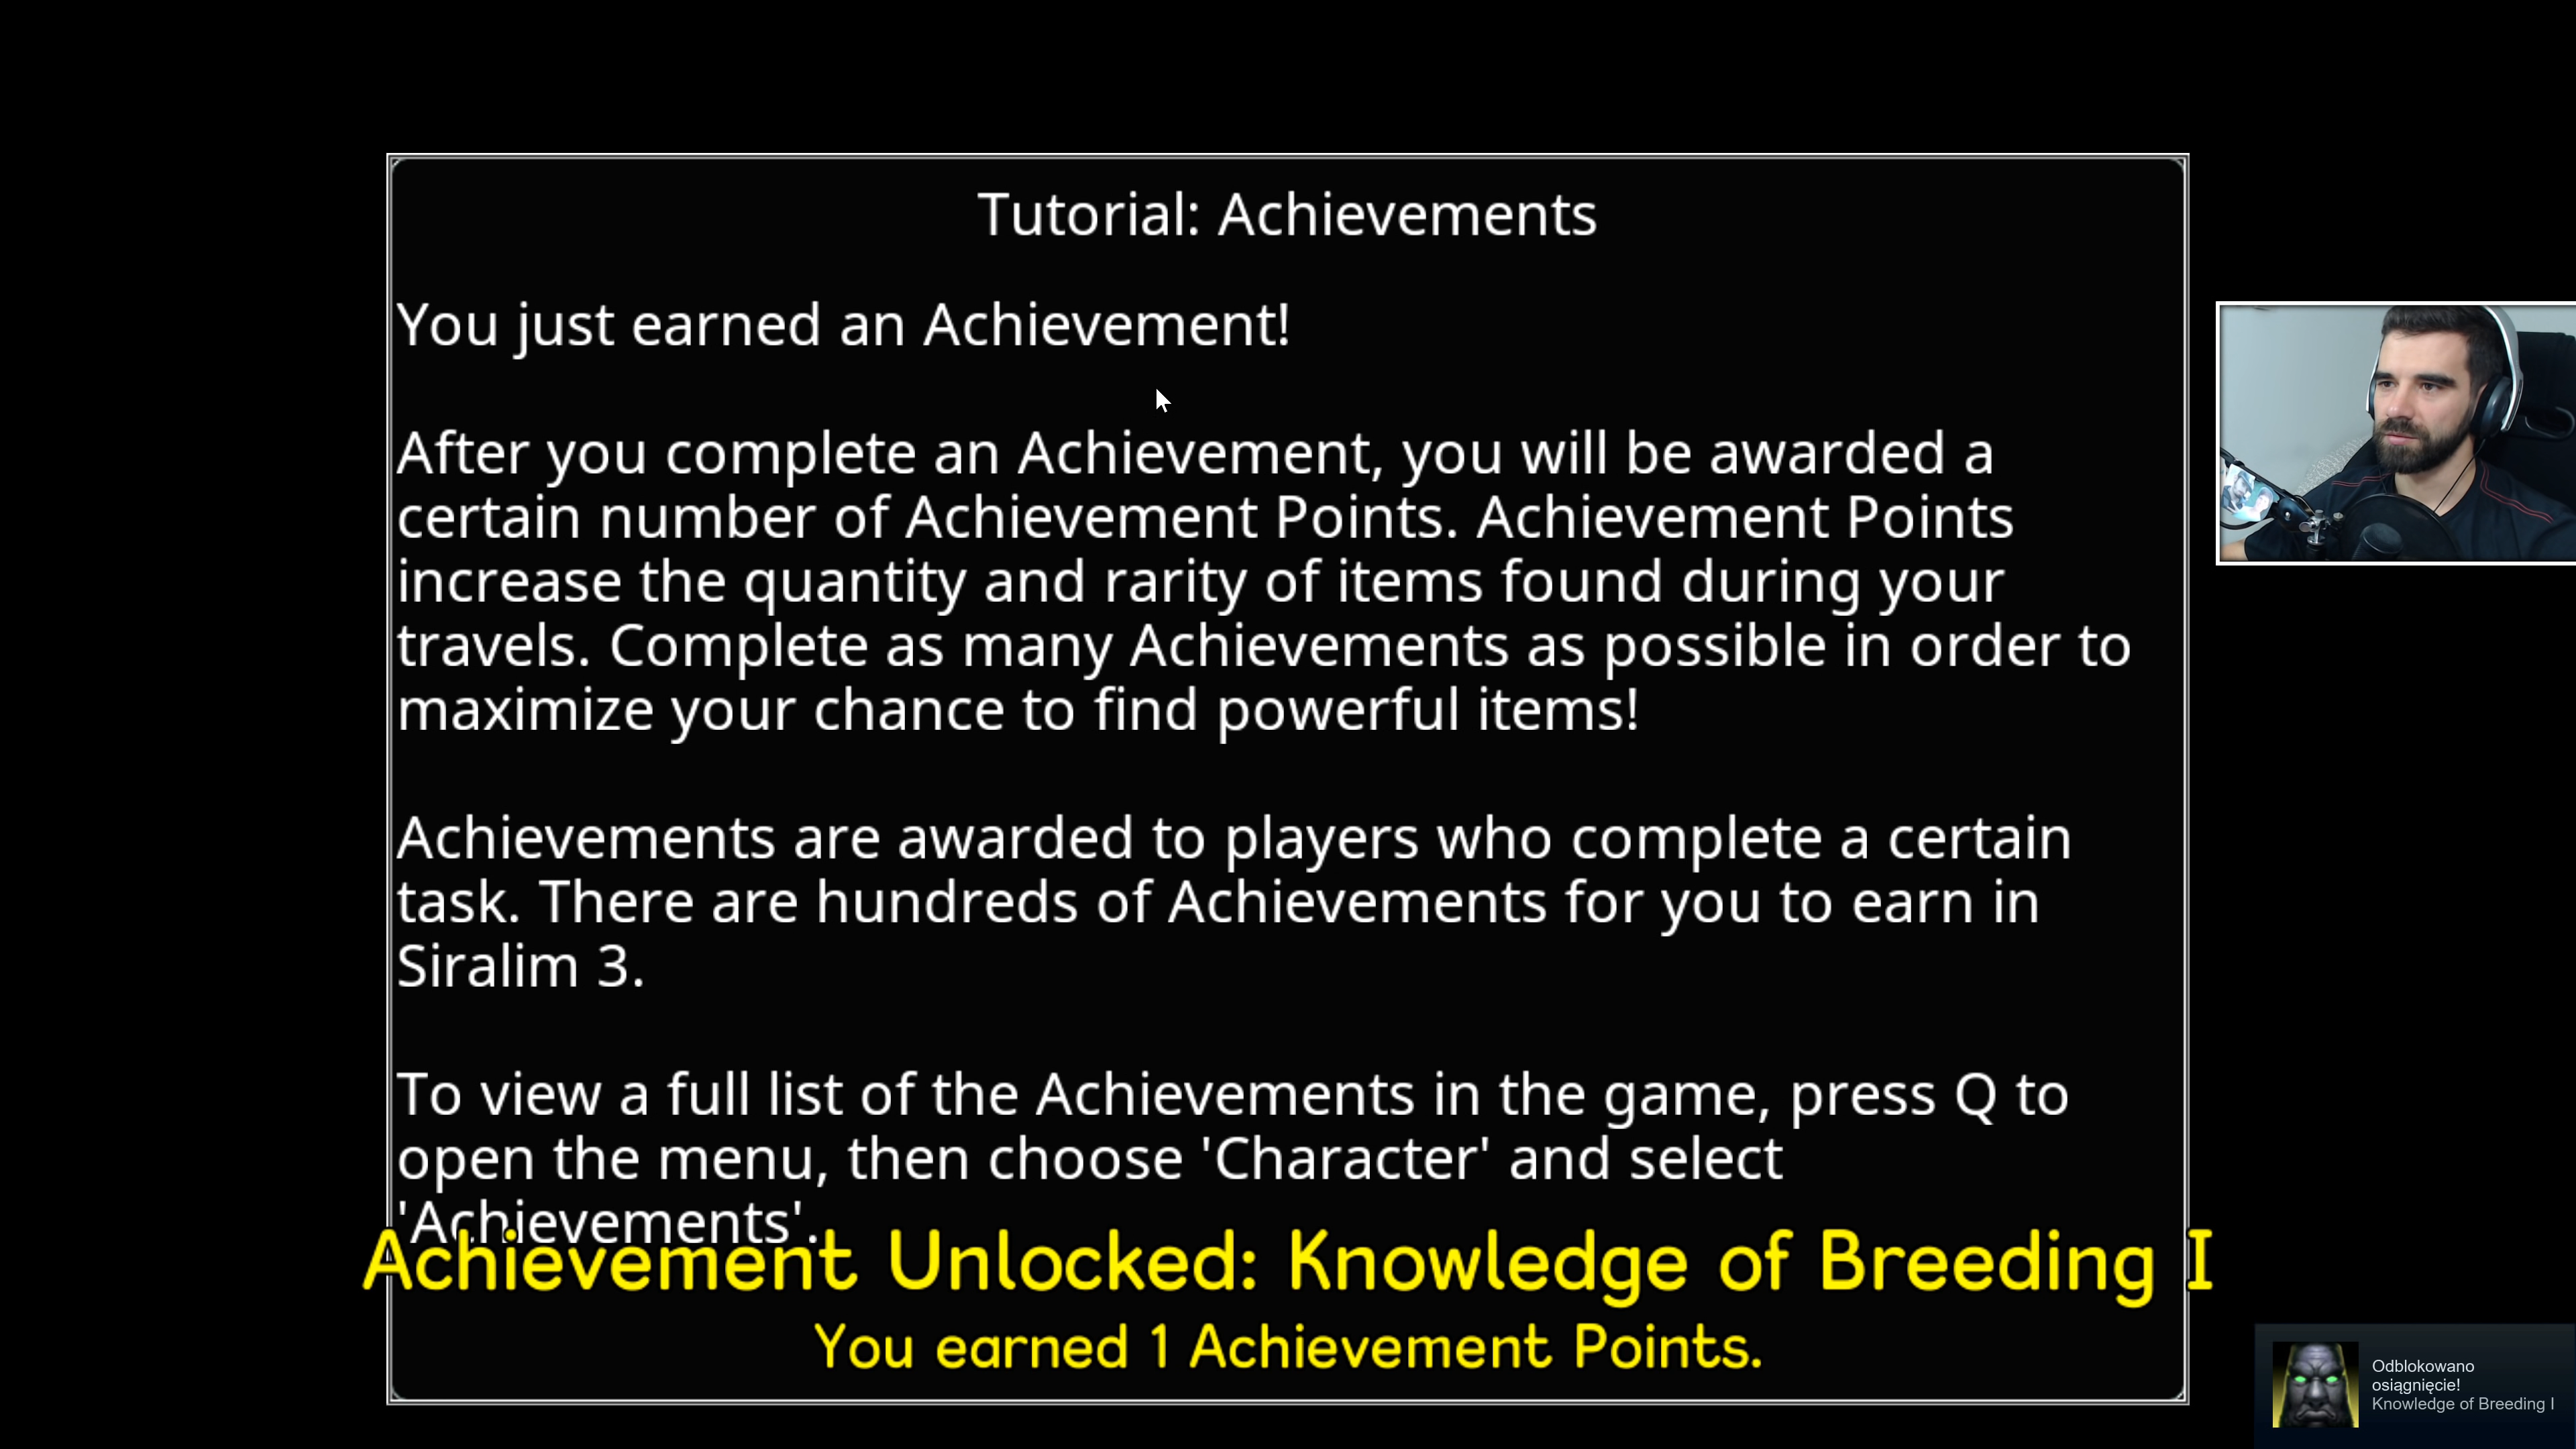 Tutorial: Achievements
You just earned an Achievement!
After you complete an Achievement, you will be awarded a
certain number of Achievement Points. Achievement Points
increase the quantity and rarity of items found during your
travels. Complete as many Achievements as possible in order to
maximize your chance to find powerful items!
Achievements are awarded to players who complete a certain
task. There are hundreds of Achievements for you to earn in
Siralim 3.
To view a full list of the Achievements in the game, press Q to
open the menu, then choose 'Character' and select
'Achievements'.
Achievement Unlocked: Knowledge of Breeding I
You earned 1 Achievement Points.
Odblokowano
osiągnięcie!
Knowledge of Breeding I